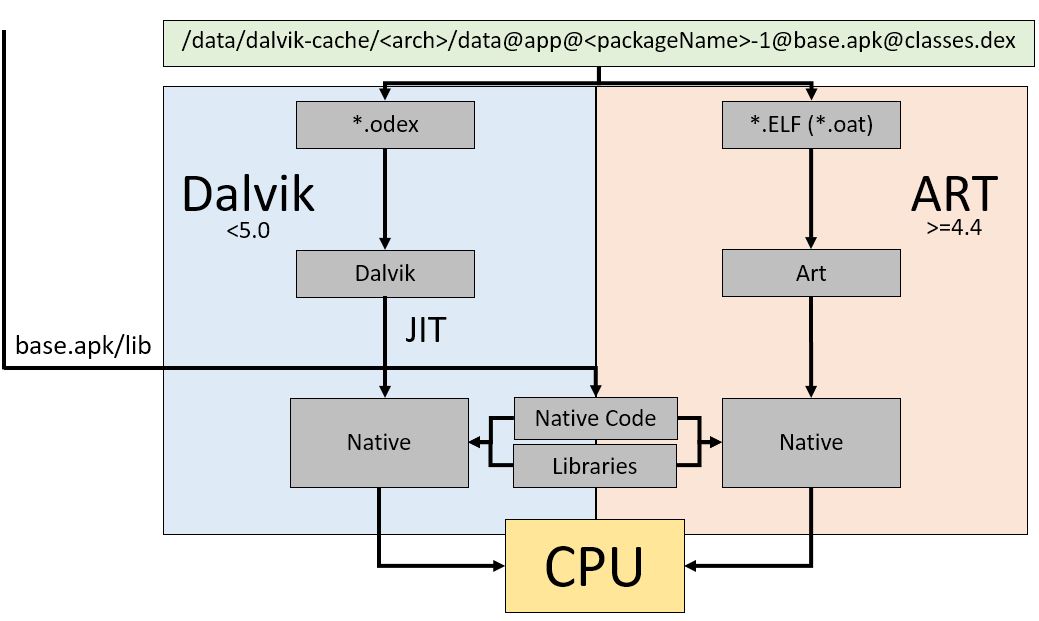 /data/dalvik-cache/<arch>/data@app@<packageName>-1@base.apk@classes.dex
*.odex
*.ELF (*.oat)
Dalvik
<5.0
ART
>=4.4
Dalvik
Art
JIT
base.apk/lib
Native Code
Native
Native
Libraries
CPU